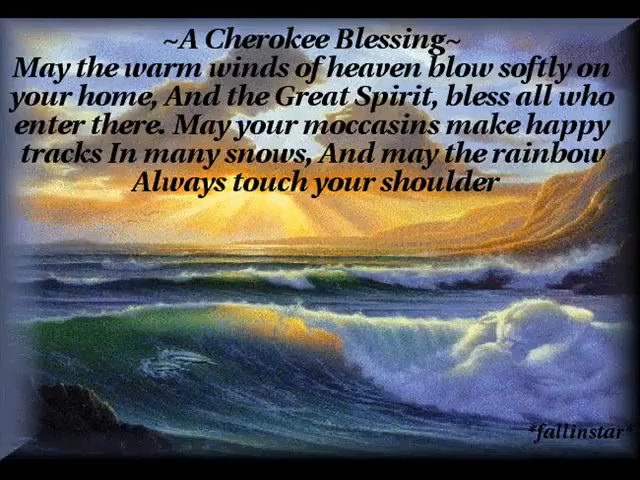 ~A Cherokee Blessing~
May the warm winds of heaven blow softly on
your home, And the Great Spirit, bless all who
enter there. May your moccasins make happy
tracks In many snows, And may the rainbow
Always touch your shoulder
*fallinstar*